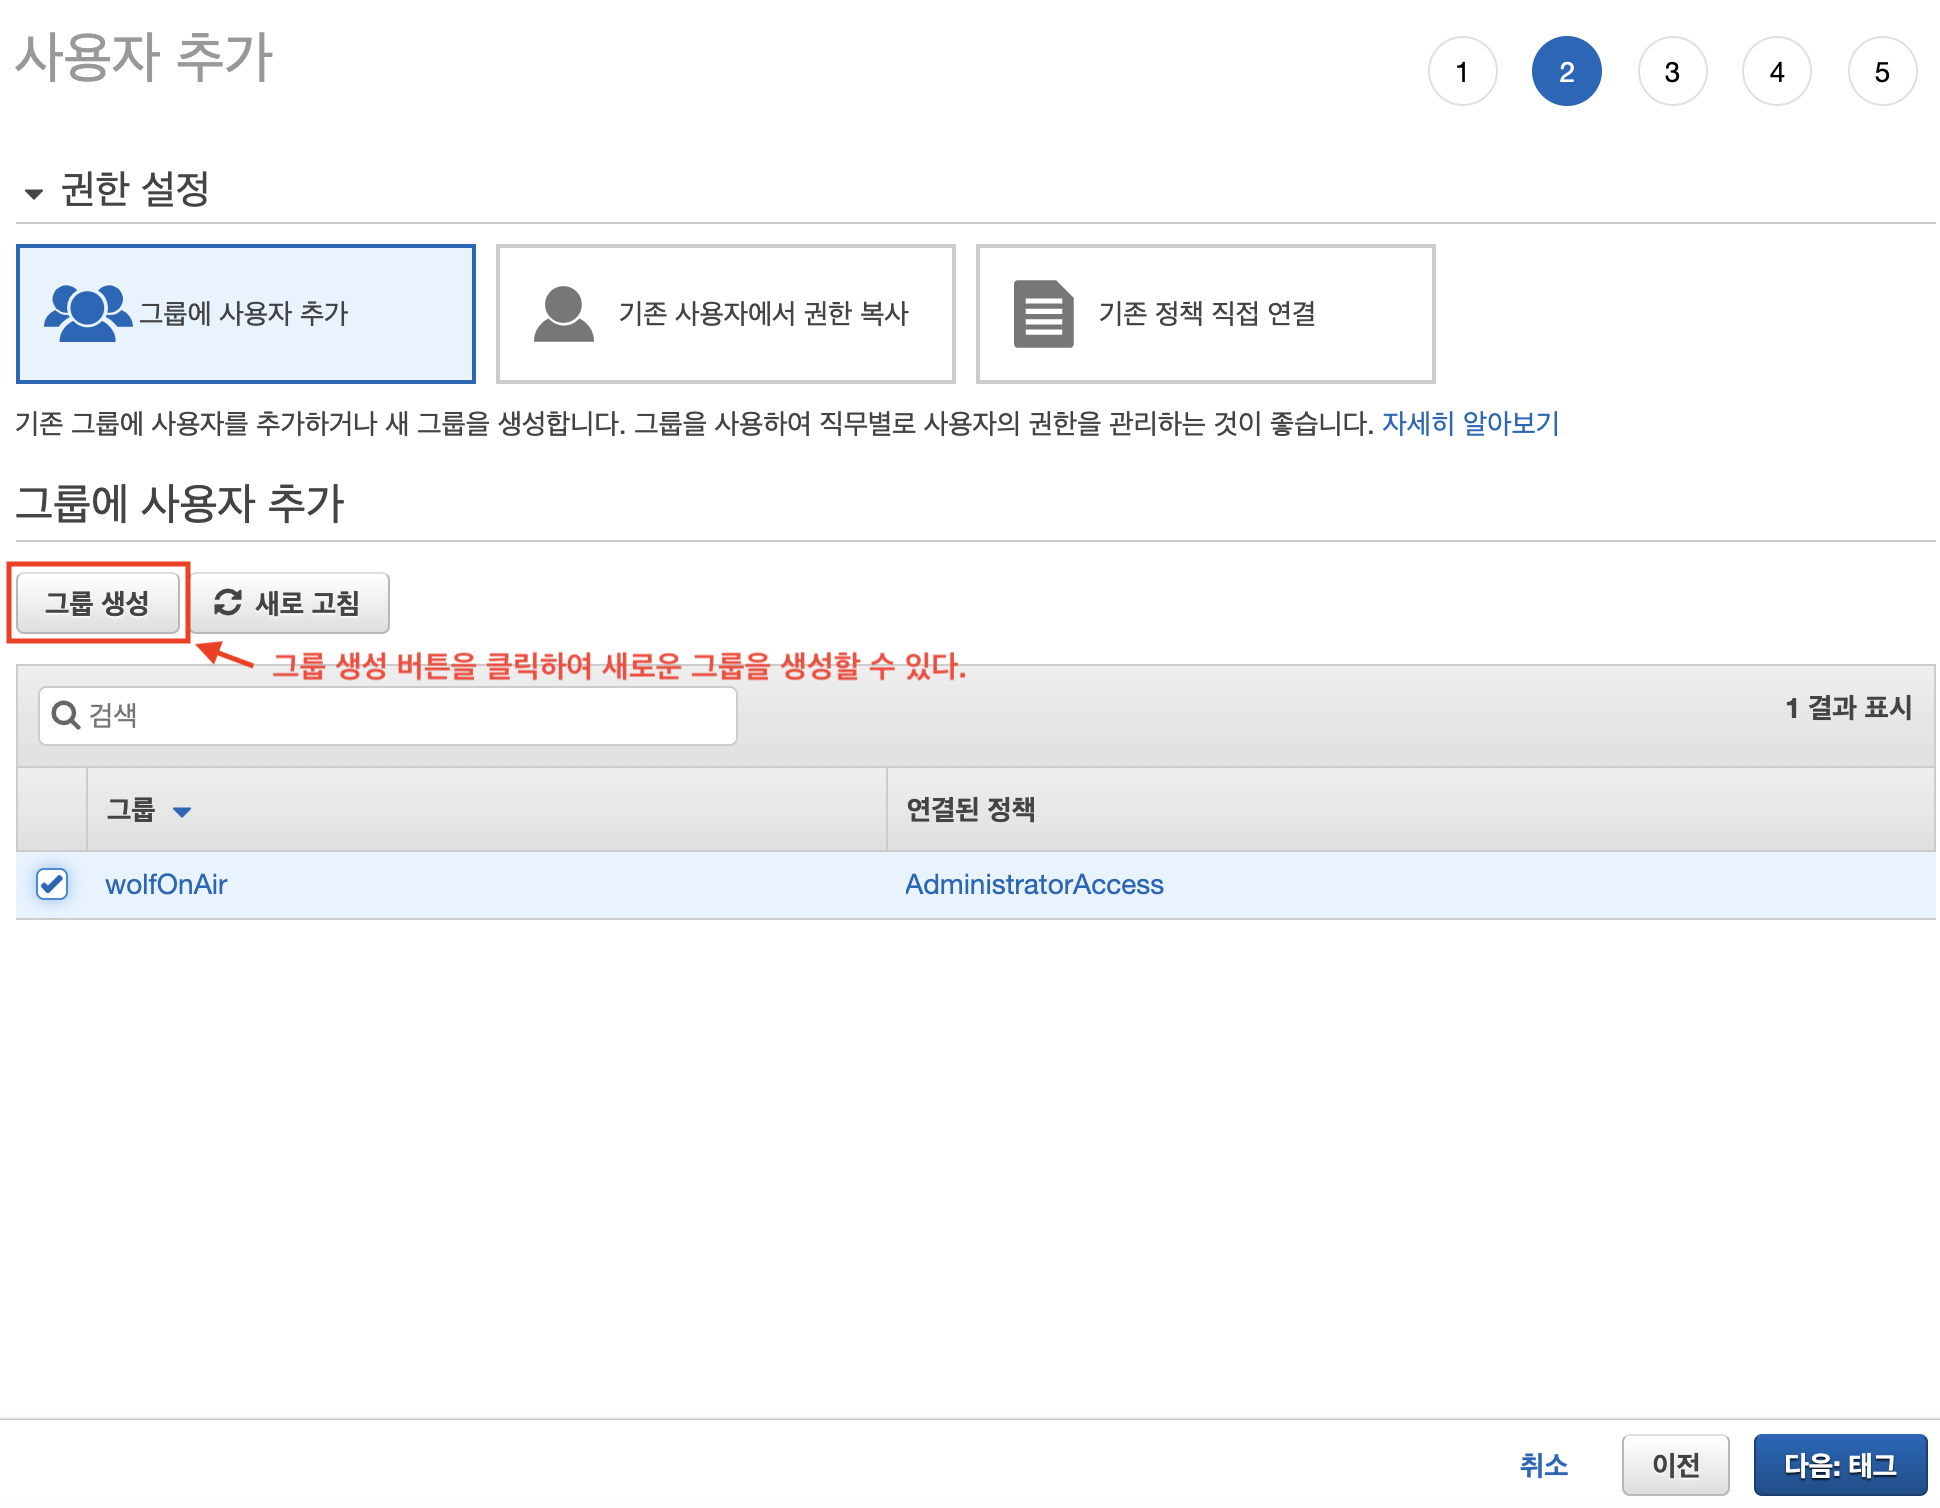 사용자 추가
1 2 3 4 5
권한 설정
그룹에 사용자 추가
기존 사용자에서 권한 복사
기존 정책 직접 연결
기존 그룹에 사용자를 추가하거나 새 그룹을 생성합니다. 그룹을 사용하여 직무별로 사용자의 권한을 관리하는 것이 좋습니다. 자세히 알아보기
그룹에 사용자 추가
그룹 생성 새로 고침
그룹 생성 버튼을 클릭하여 새로운 그룹을 생성할 수 있다.
검색 1 결과 표시
그룹 연결된 정책
wolfOnAir AdministratorAccess
취소 이전 다음: 태그